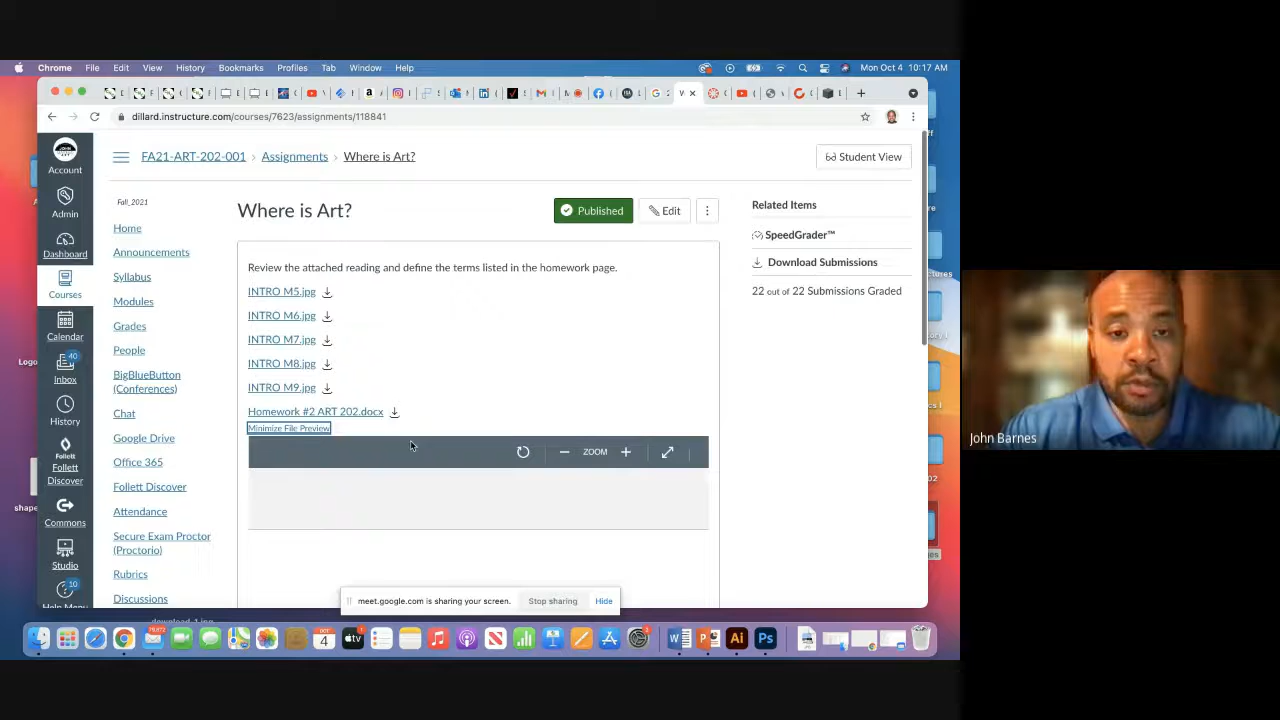 Chrome File Edit View History Bookmarks Profiles Tab Window Help Mon Oct 4 10:17 AM
dillard.instructure.com/courses/7623/assignments/118841
Account
Admin
Dashboard
Courses
Calendar
40
Inbox
History
Follett
Follett
Discover
Commons
Studio
10
Help Menu
FA21-ART-202-001 › Assignments › Where is Art?
Student View
Fall_2021
Home
Announcements
Syllabus
Modules
Grades
People
BigBlueButton
(Conferences)
Chat
Google Drive
Office 365
Follett Discover
Attendance
Secure Exam Proctor
(Proctorio)
Rubrics
Discussions
Where is Art?
Published
Edit
Review the attached reading and define the terms listed in the homework page.
INTRO M5.jpg
INTRO M6.jpg
INTRO M7.jpg
INTRO M8.jpg
INTRO M9.jpg
Homework #2 ART 202.docx
Minimize File Preview
ZOOM
Related Items
SpeedGrader™
Download Submissions
22 out of 22 Submissions Graded
meet.google.com is sharing your screen. Stop sharing Hide
John Barnes